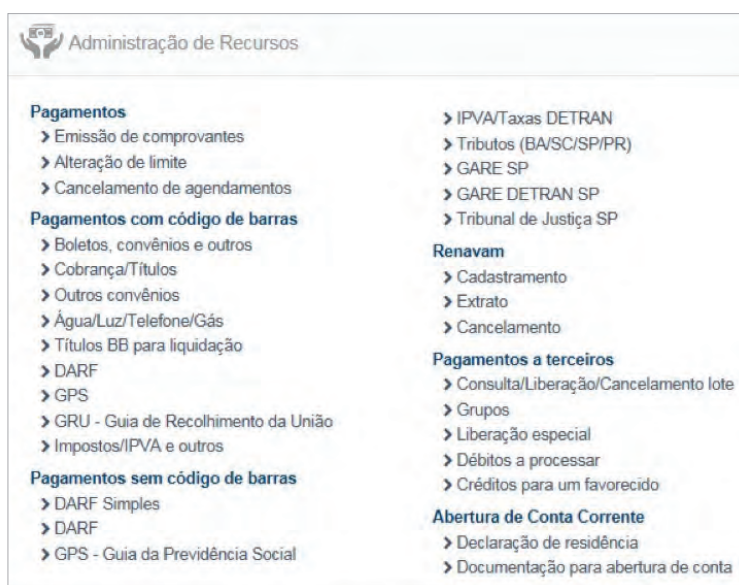 Administração de Recursos
Pagamentos
Emissão de comprovantes
Alteração de limite
Cancelamento de agendamentos
Pagamentos com código de barras
Boletos, convênios e outros
Cobrança/Títulos
Outros convênios
Água/Luz/Telefone/Gás
Títulos BB para liquidação
DARF
GPS
GRU - Guia de Recolhimento da União
Impostos/IPVA e outros
Pagamentos sem código de barras
DARF Simples
DARF
GPS - Guia da Previdência Social
IPVA/Taxas DETRAN
Tributos (BA/SC/SP/PR)
GARE SP
GARE DETRAN SP
Tribunal de Justiça SP
Renavam
Cadastramento
Extrato
Cancelamento
Pagamentos a terceiros
Consulta/Liberação/Cancelamento lote
Grupos
Liberação especial
Débitos a processar
Créditos para um favorecido
Abertura de Conta Corrente
Declaração de residência
Documentação para abertura de conta